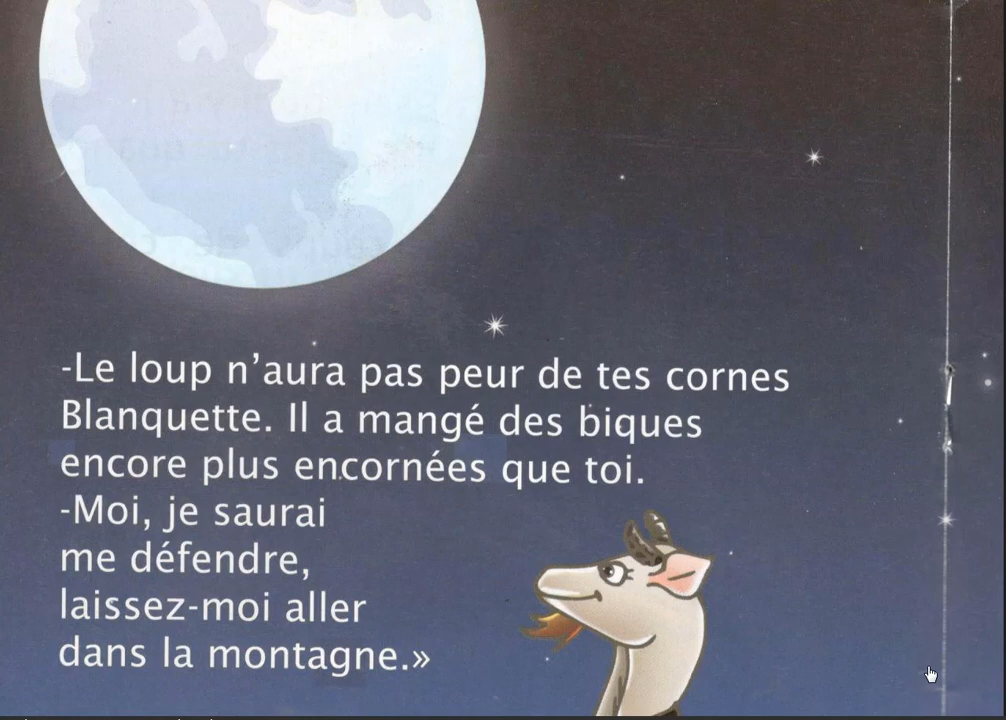 -Le loup n’aura pas peur de tes cornes
Blanquette. Il a mangé des biques
encore plus encornées que toi.
-Moi, je saurai
me défendre,
laissez-moi aller
dans la montagne.»